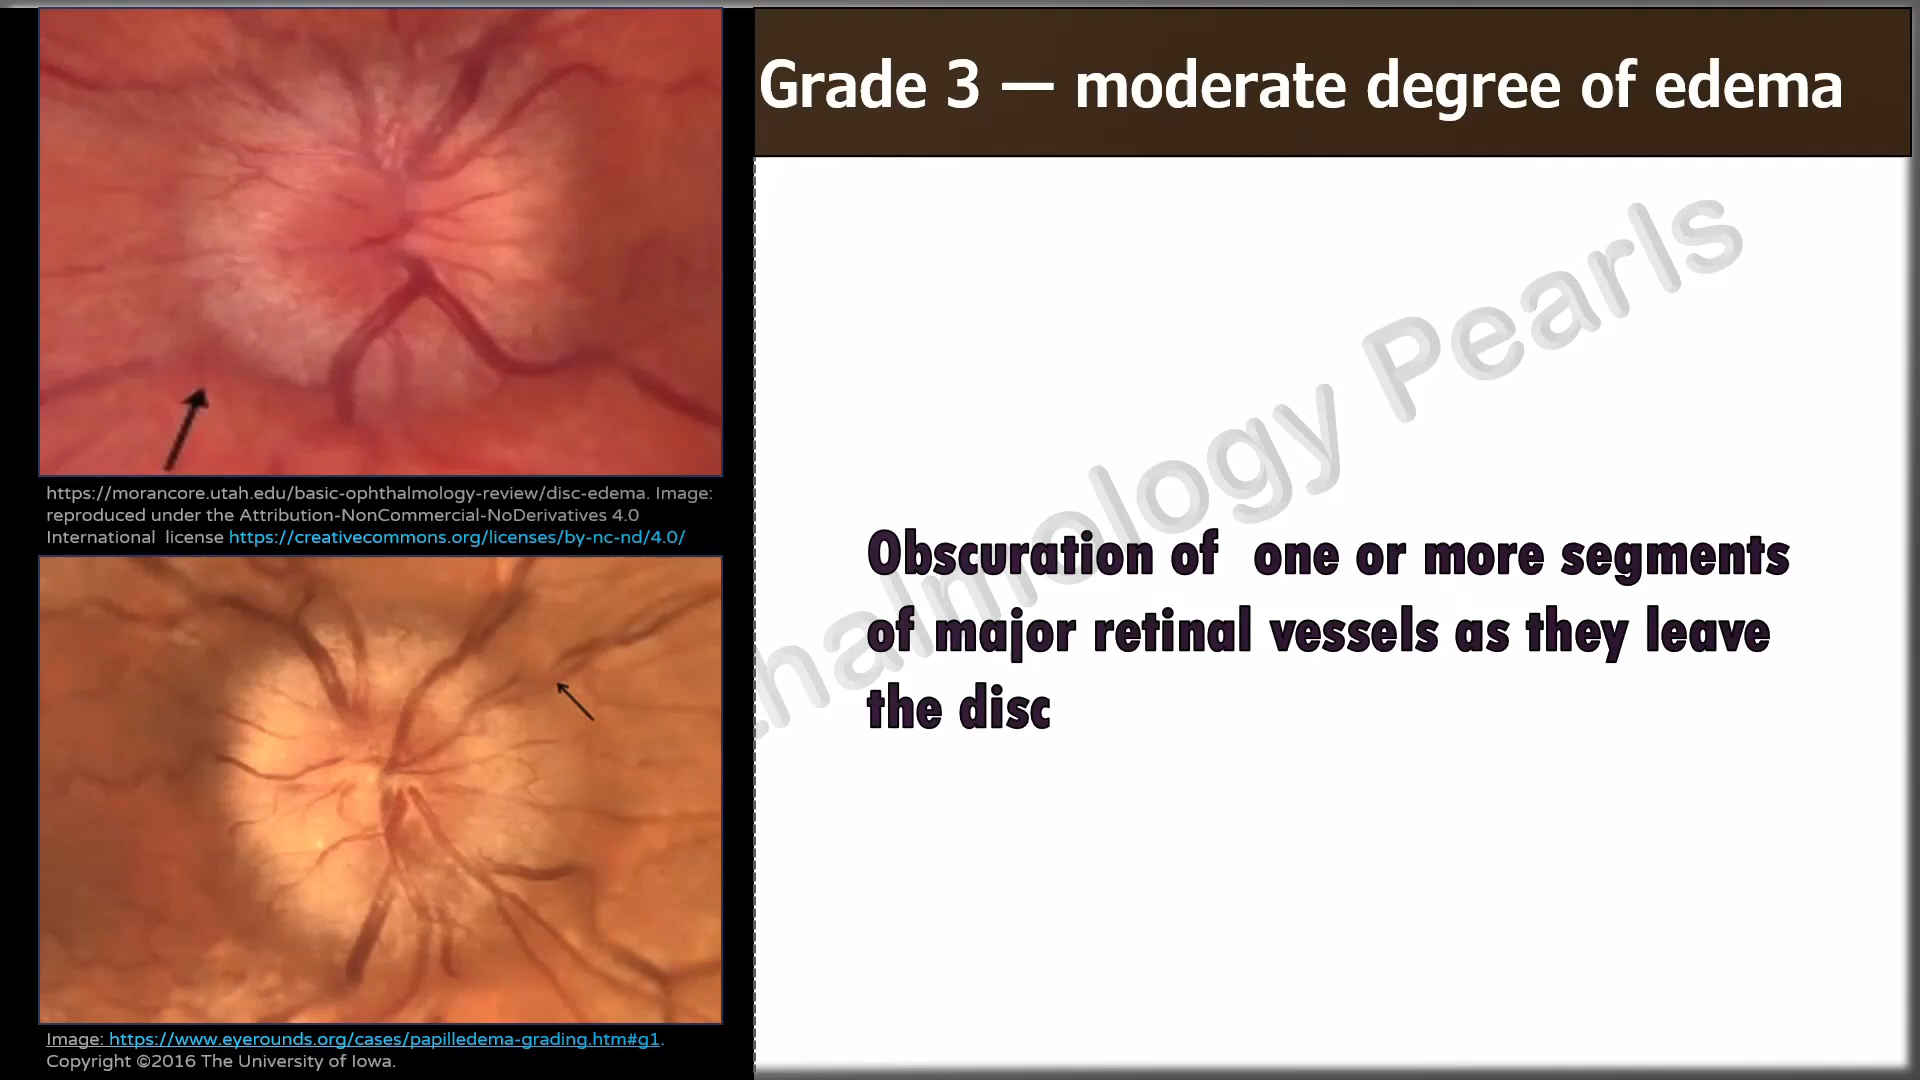 Grade 3 — moderate degree of edema
https://morancore.utah.edu/basic-ophthalmology-review/disc-edema. Image:
reproduced under the Attribution-NonCommercial-NoDerivatives 4.0
International license https://creativecommons.org/licenses/by-nc-nd/4.0/
Image: https://www.eyerounds.org/cases/papilledema-grading.htm#g1.
Copyright ©2016 The University of Iowa.
Obscuration of one or more segments
of major retinal vessels as they leave
the disc
thalmology Pearls